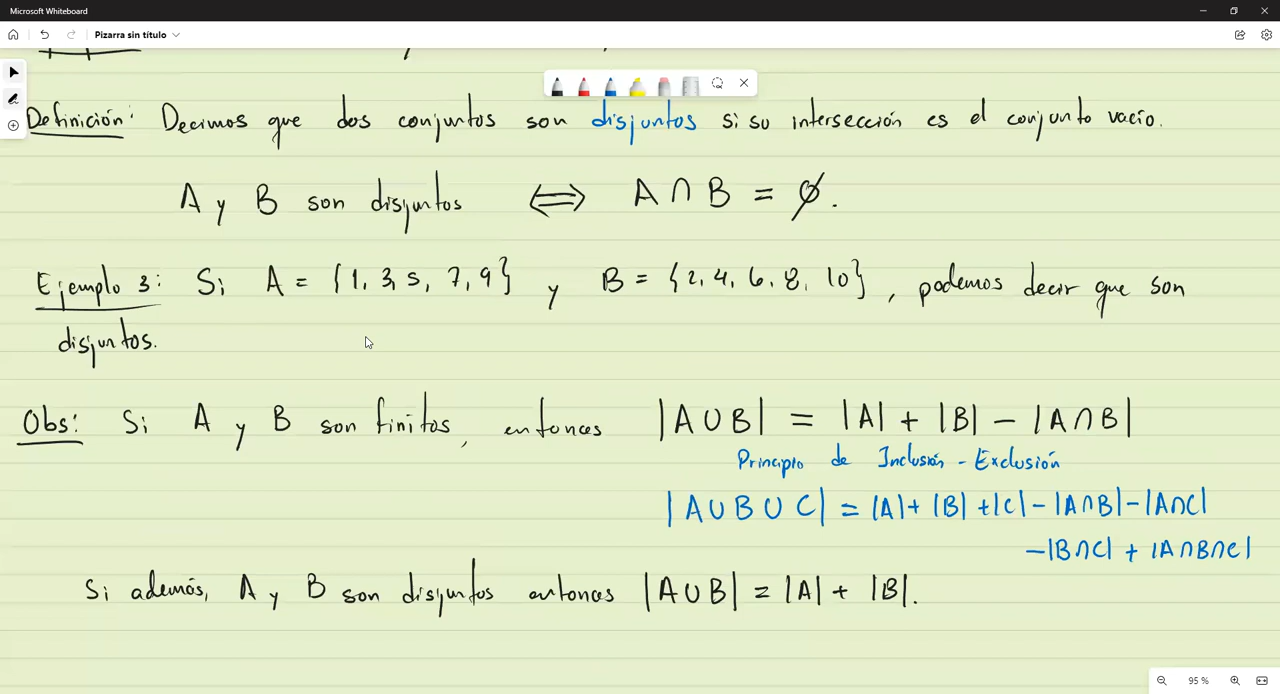 Microsoft Whiteboard
Pizarra sin título
Definición: Decimos que dos conjuntos son disjuntos si su intersección es el conjunto vacío.
A y B son disjuntos ⟺ A ∩ B = ∅.
Ejemplo 3: Si A = {1, 3, 5, 7, 9} y B = {2, 4, 6, 8, 10}, podemos decir que son
disjuntos.
Obs: Si A y B son finitos, entonces |A ∪ B| = |A| + |B| − |A ∩ B|
Principio de Inclusión - Exclusión
|A ∪ B ∪ C| = |A| + |B| + |C| − |A∩B| − |A∩C|
− |B∩C| + |A∩B∩C|
Si además, A y B son disjuntos entonces |A ∪ B| = |A| + |B|.
95 %